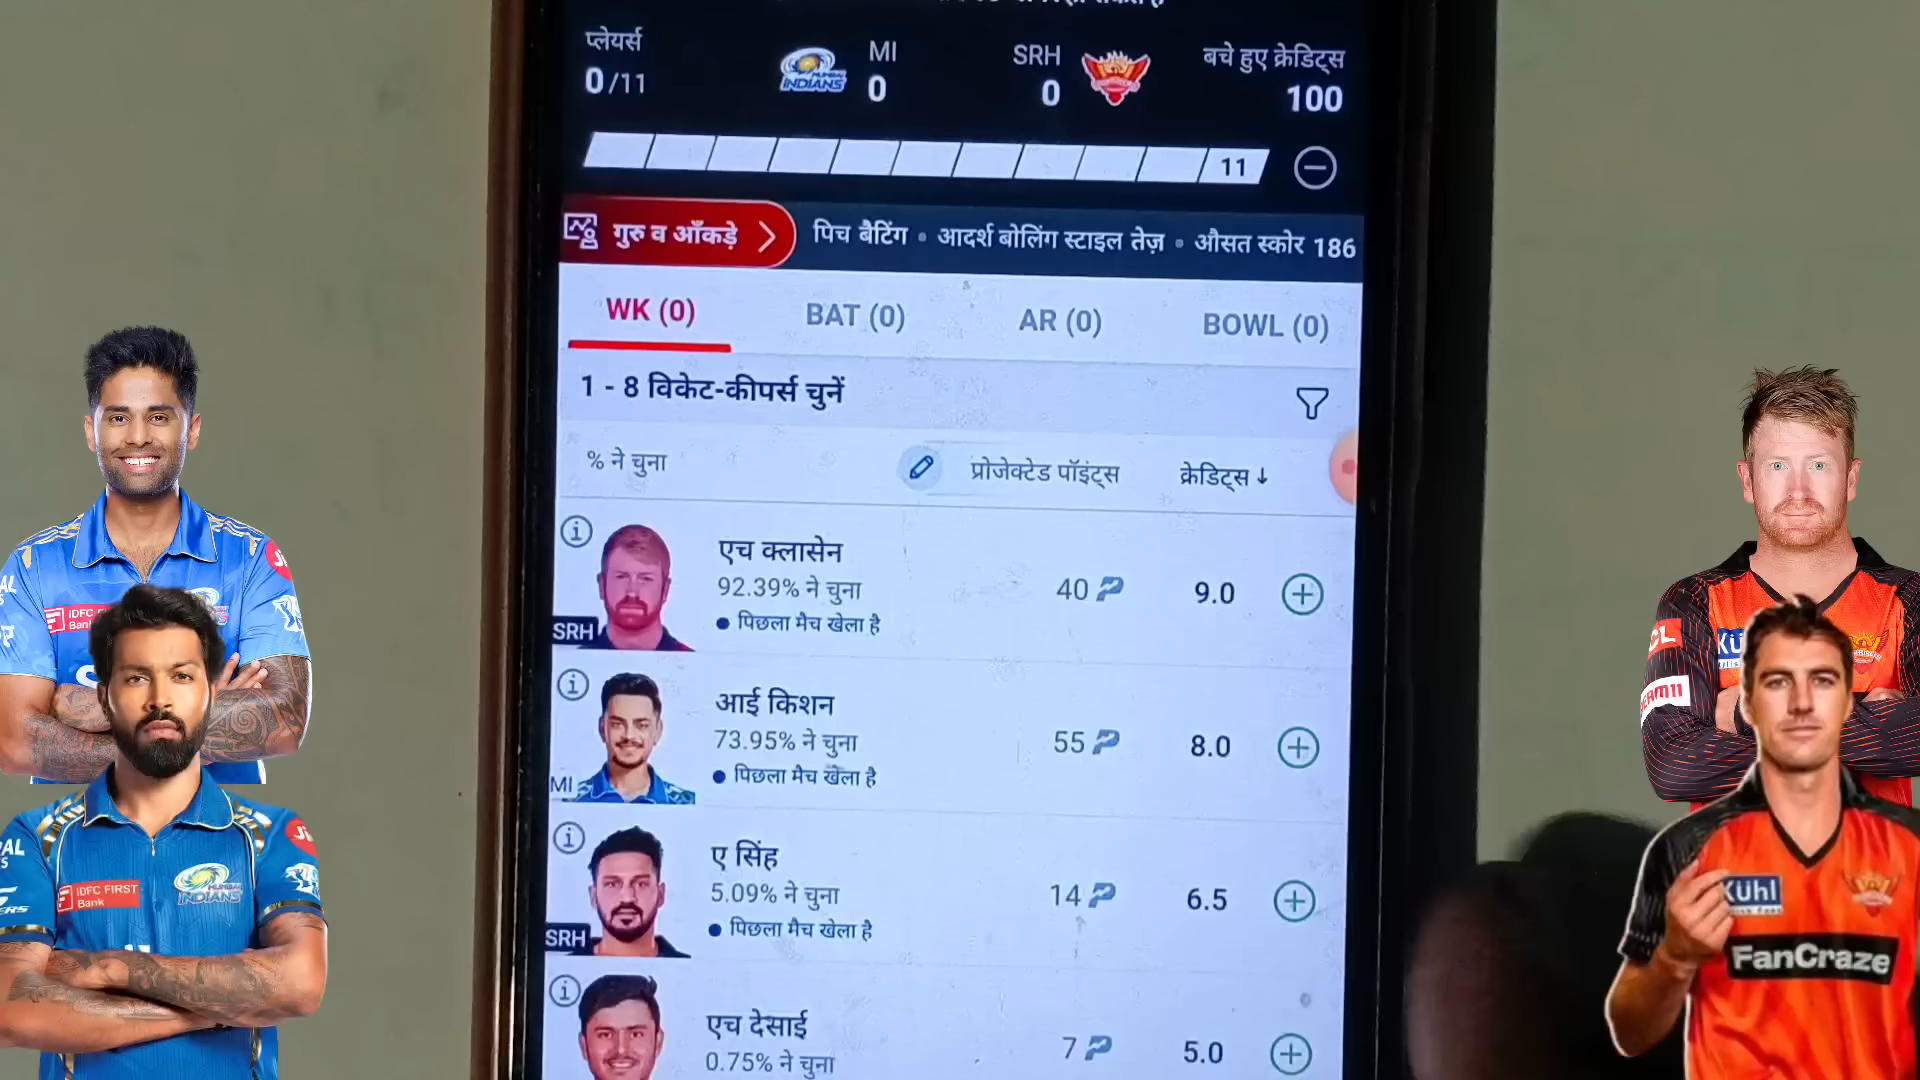 प्लेयर्स
0/11
MI
0
SRH
0
बचे हुए क्रेडिट्स
100
11
गुरु व आँकड़े
पिच बैटिंग • आदर्श बोलिंग स्टाइल तेज़ • औसत स्कोर 186
WK (0)
BAT (0)
AR (0)
BOWL (0)
1 - 8 विकेट-कीपर्स चुनें
% ने चुना
प्रोजेक्टेड पॉइंट्स
क्रेडिट्स ↓
एच क्लासेन
92.39% ने चुना
• पिछला मैच खेला है
SRH
40
9.0
आई किशन
73.95% ने चुना
• पिछला मैच खेला है
MI
55
8.0
ए सिंह
5.09% ने चुना
• पिछला मैच खेला है
SRH
14
6.5
एच देसाई
0.75% ने चुना
7
5.0
IDFC FIRST
Bank
MUMBAI
INDIANS
Kühl
FanCraze